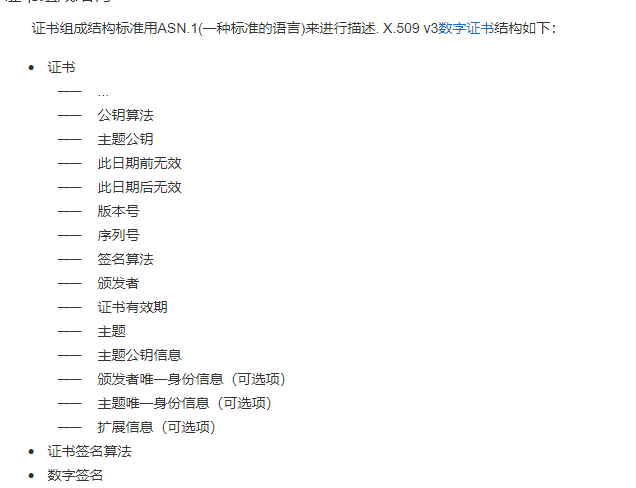 证书组成结构标准用ASN.1(一种标准的语言)来进行描述. X.509 v3数字证书结构如下：
• 证书
—— ...
—— 公钥算法
—— 主题公钥
—— 此日期前无效
—— 此日期后无效
—— 版本号
—— 序列号
—— 签名算法
—— 颁发者
—— 证书有效期
—— 主题
—— 主题公钥信息
—— 颁发者唯一身份信息（可选项）
—— 主题唯一身份信息（可选项）
—— 扩展信息（可选项）
• 证书签名算法
• 数字签名